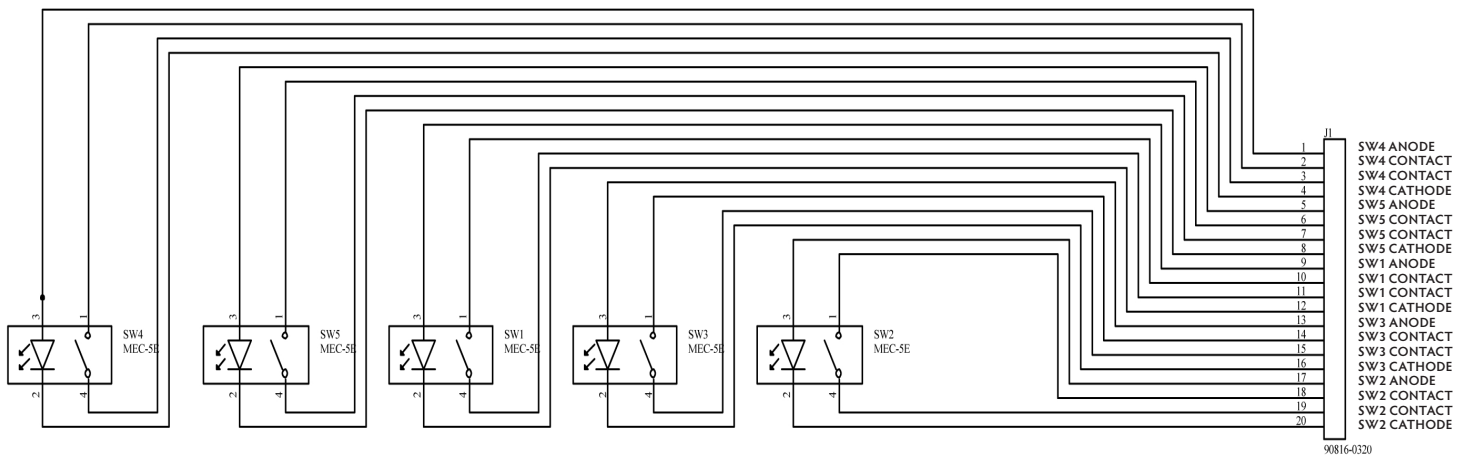 J1
1 SW4 ANODE
2 SW4 CONTACT
3 SW4 CONTACT
4 SW4 CATHODE
5 SW5 ANODE
6 SW5 CONTACT
7 SW5 CONTACT
8 SW5 CATHODE
9 SW1 ANODE
10 SW1 CONTACT
11 SW1 CONTACT
12 SW1 CATHODE
13 SW3 ANODE
14 SW3 CONTACT
15 SW3 CONTACT
16 SW3 CATHODE
17 SW2 ANODE
18 SW2 CONTACT
19 SW2 CONTACT
20 SW2 CATHODE
90816-0320
3 1
SW4
MEC-5E
2 4
3 1
SW5
MEC-5E
2 4
3 1
SW1
MEC-5E
2 4
3 1
SW3
MEC-5E
2 4
3 1
SW2
MEC-5E
2 4